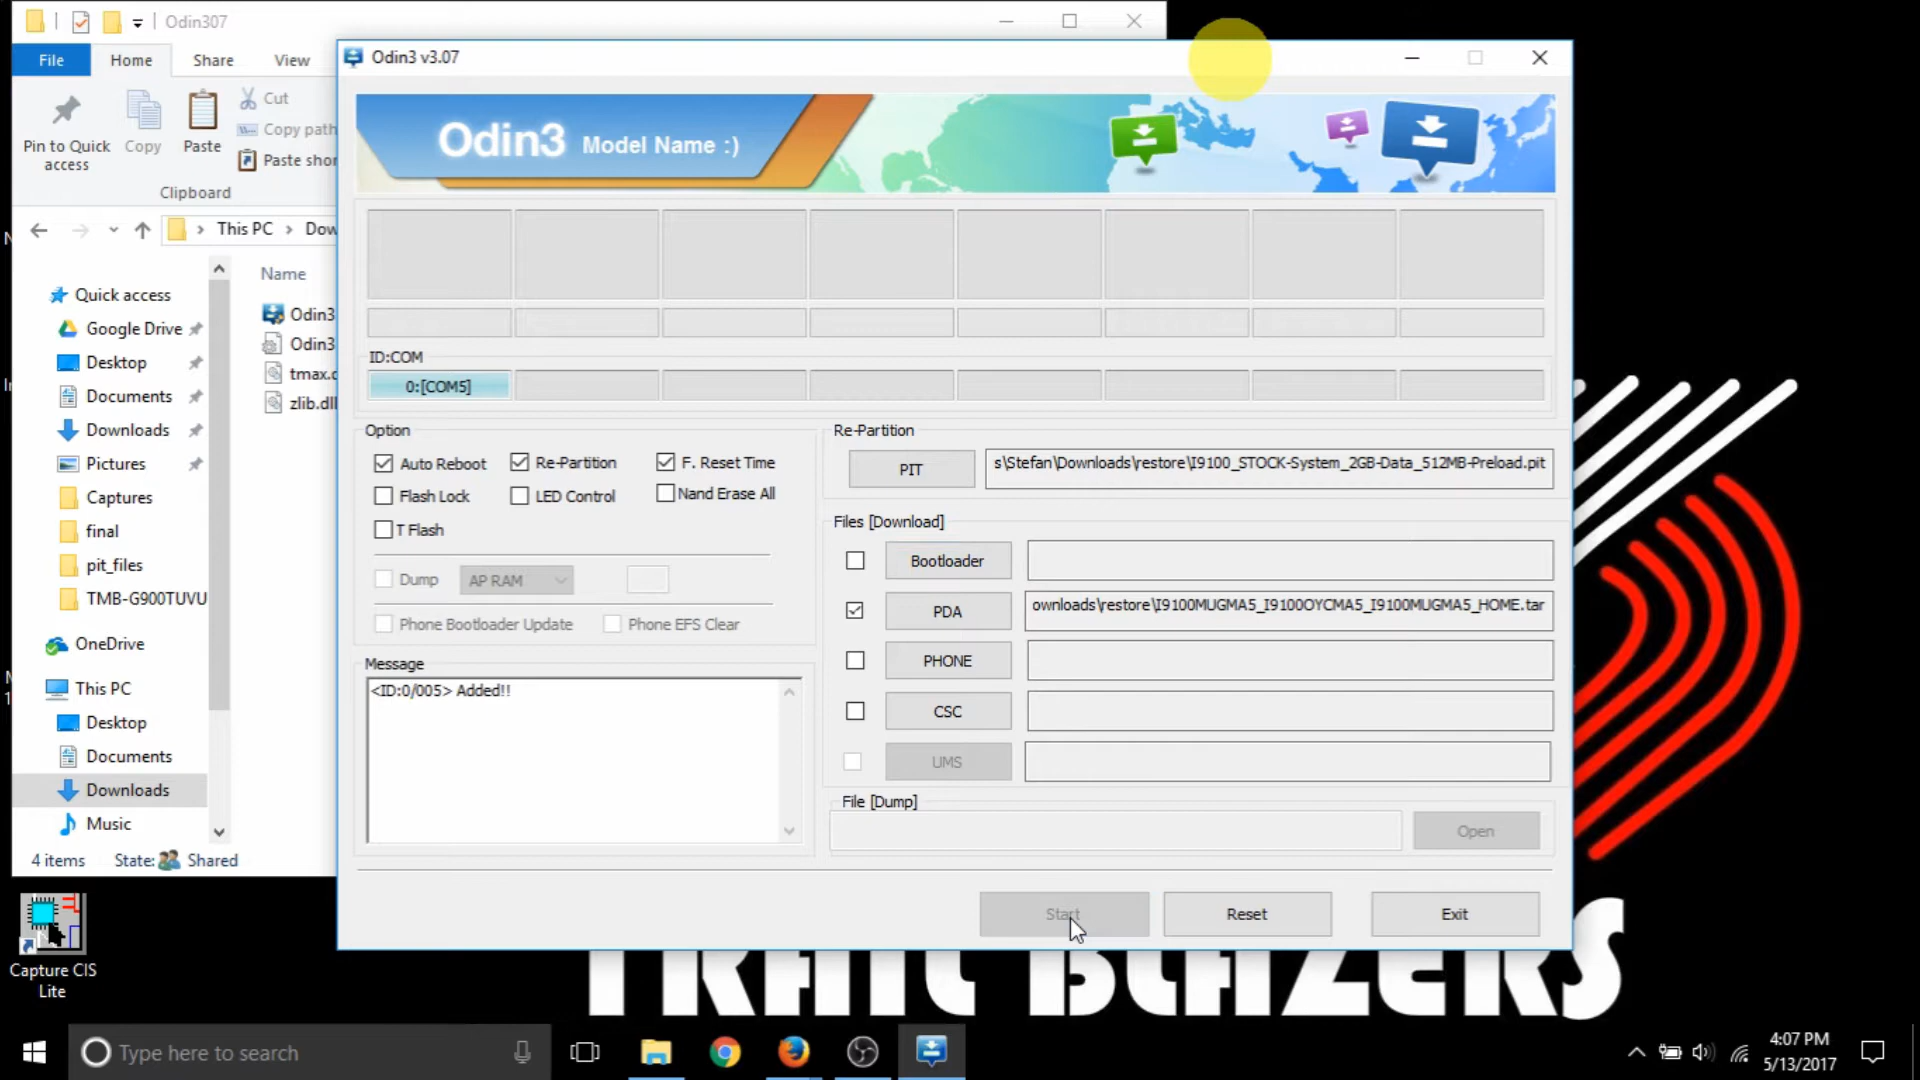 Odin307
File
Home
Share
View
Cut
Copy path
Paste shor
Pin to Quick access
Copy
Paste
Clipboard
This PC
Dow
Name
Quick access
Google Drive
Desktop
Documents
Downloads
Pictures
Captures
final
pit_files
TMB-G900TUVU
OneDrive
This PC
Desktop
Documents
Downloads
Music
Odin3
Odin3
tmax.d
zlib.dll
4 items
State:
Shared
Odin3 v3.07
Odin3 Model Name :)
ID:COM
0:[COM5]
Option
Auto Reboot
Re-Partition
F. Reset Time
Flash Lock
LED Control
Nand Erase All
T Flash
Dump
AP RAM
Phone Bootloader Update
Phone EFS Clear
Message
<ID:0/005> Added!!
Re-Partition
PIT
s\Stefan\Downloads\restore\I9100_STOCK-System_2GB-Data_512MB-Preload.pit
Files [Download]
Bootloader
PDA
ownloads\restore\I9100MUGMA5_I9100OYCMA5_I9100MUGMA5_HOME.tar
PHONE
CSC
UMS
File [Dump]
Open
Start
Reset
Exit
Capture CIS
Lite
TRAIL BLAZERS
Type here to search
4:07 PM
5/13/2017